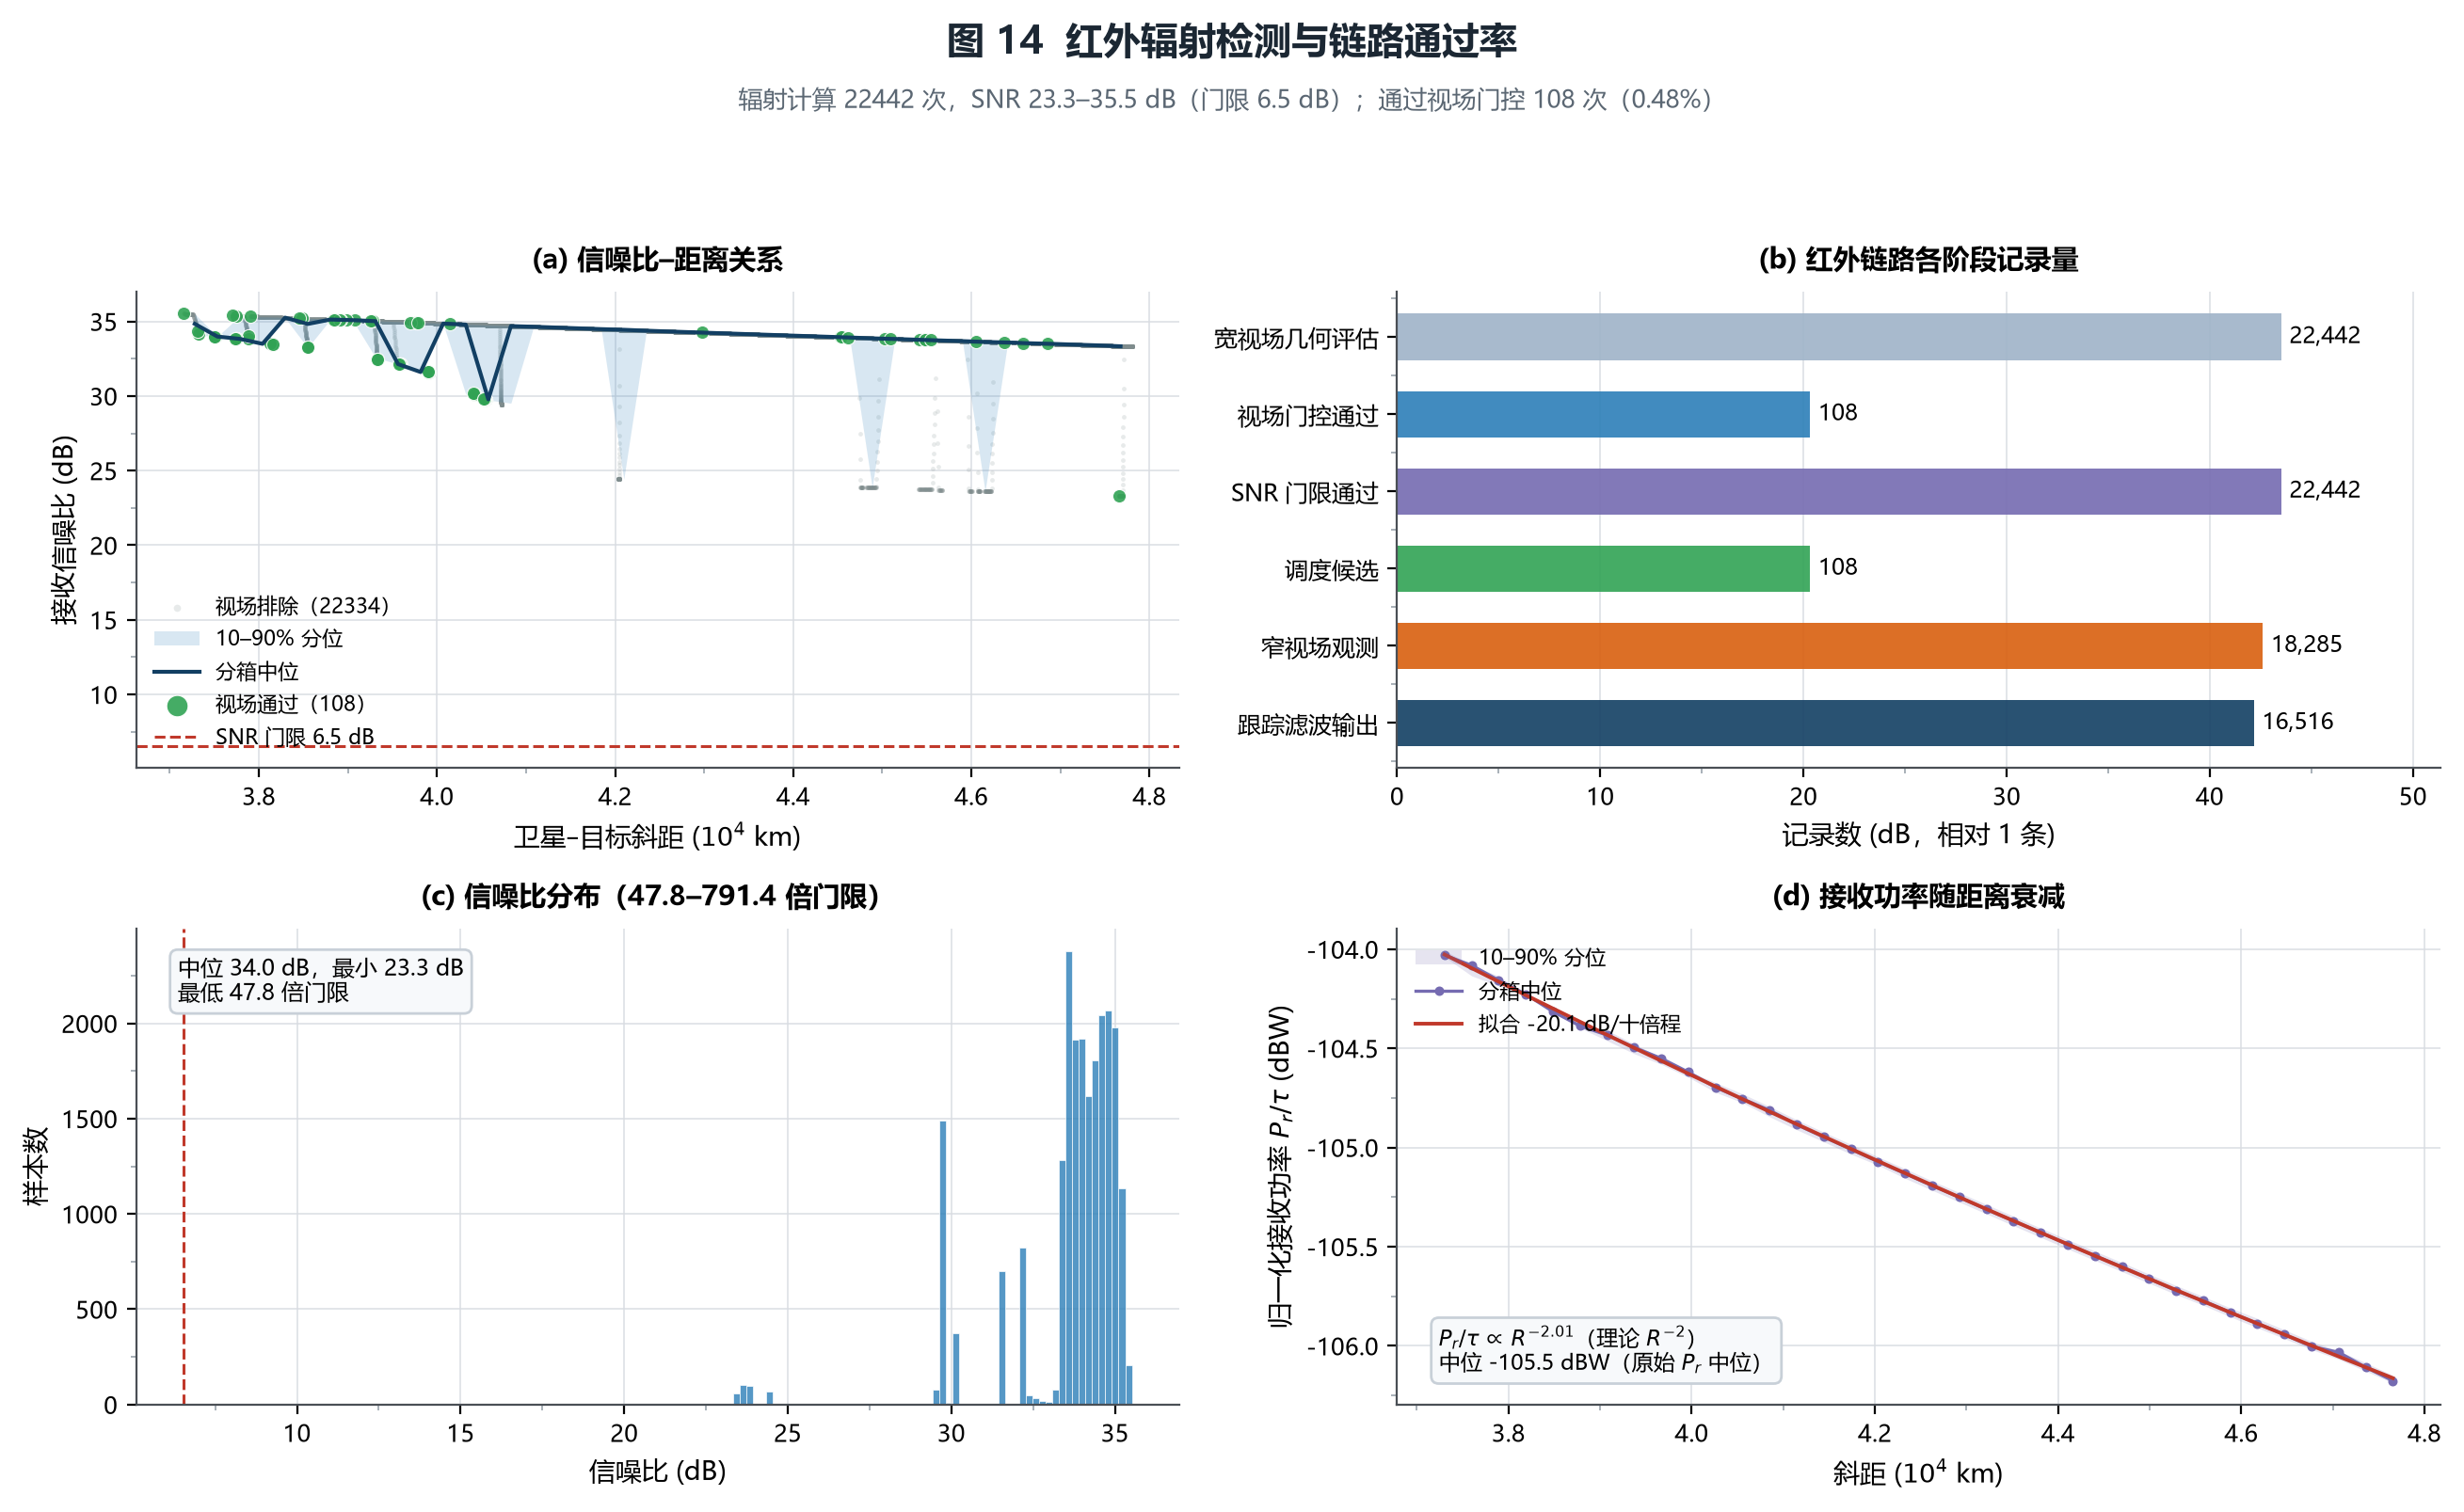 图 14 红外辐射检测与链路通过率
辐射计算 22442 次，SNR 23.3–35.5 dB（门限 6.5 dB）；通过视场门控 108 次（0.48%）
(a) 信噪比–距离关系
接收信噪比 (dB)
35
30
25
20
15
10
视场排除（22334）
10–90% 分位
分箱中位
视场通过（108）
SNR 门限 6.5 dB
3.8
4.0
4.2
4.4
4.6
4.8
卫星–目标斜距 (10⁴ km)
(b) 红外链路各阶段记录量
宽视场几何评估
22,442
视场门控通过
108
SNR 门限通过
22,442
调度候选
108
窄视场观测
18,285
跟踪滤波输出
16,516
0
10
20
30
40
50
记录数 (dB，相对 1 条)
(c) 信噪比分布（47.8–791.4 倍门限）
样本数
2000
1500
1000
500
0
中位 34.0 dB，最小 23.3 dB
最低 47.8 倍门限
10
15
20
25
30
35
信噪比 (dB)
(d) 接收功率随距离衰减
归一化接收功率 Pᵣ/τ (dBW)
-104.0
-104.5
-105.0
-105.5
-106.0
10–90% 分位
分箱中位
拟合 -20.1 dB/十倍程
Pᵣ/τ ∝ R⁻²·⁰¹（理论 R⁻²）
中位 -105.5 dBW（原始 Pᵣ 中位）
3.8
4.0
4.2
4.4
4.6
4.8
斜距 (10⁴ km)